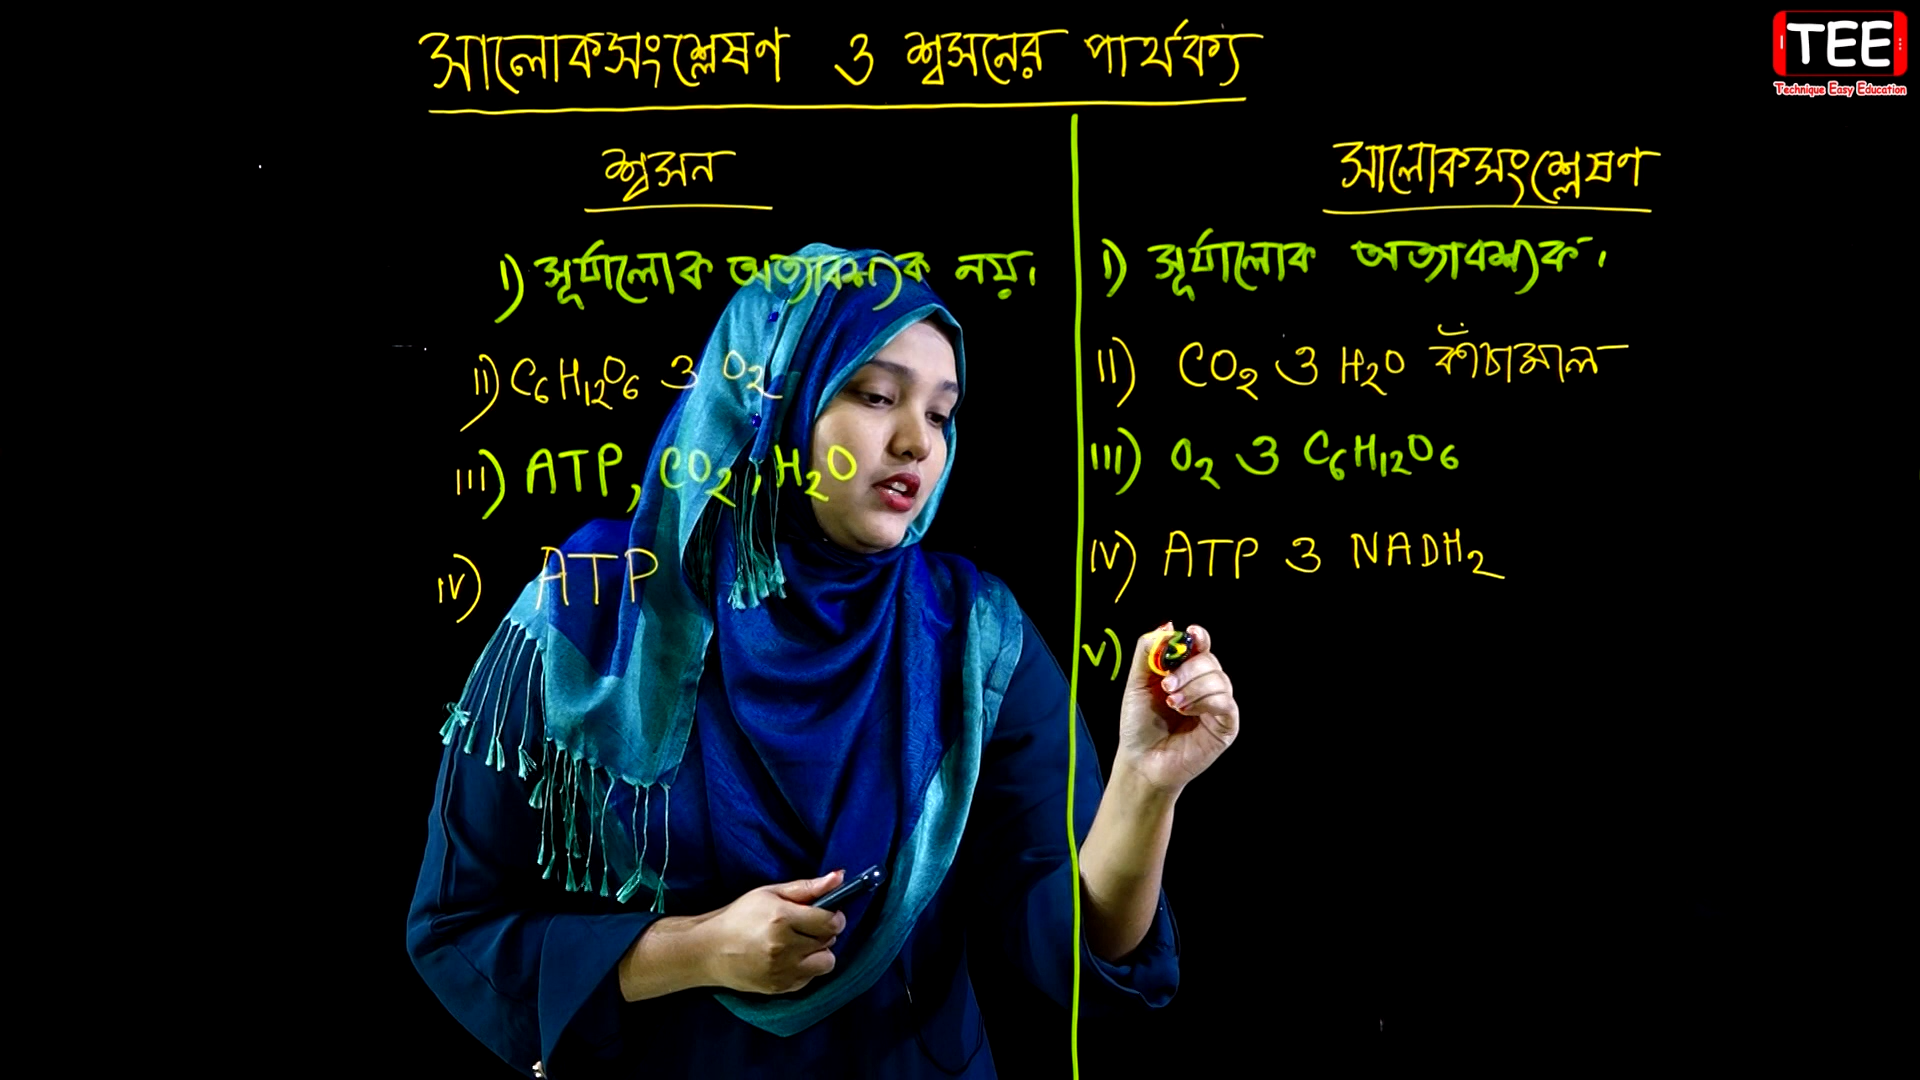 আলোকসংশ্লেষণ ও শ্বসনের পার্থক্য
TEE
Technique Easy Education
শ্বসন
i) সূর্যালোক অত্যাবশ্যক নয়।
ii) C6H12O6 ও O2
iii) ATP, CO2, H2O
iv) ATP
আলোকসংশ্লেষণ
i) সূর্যালোক অত্যাবশ্যক।
ii) CO2 ও H2O কাঁচামাল
iii) O2 ও C6H12O6
iv) ATP ও NADH2
v)